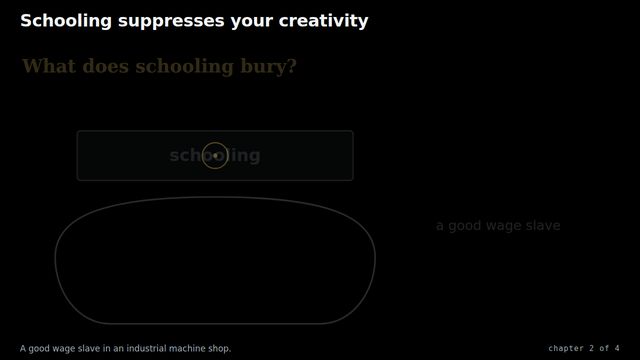 Schooling suppresses your creativity
What does schooling bury?
schooling
a good wage slave
A good wage slave in an industrial machine shop.
chapter 2 of 4